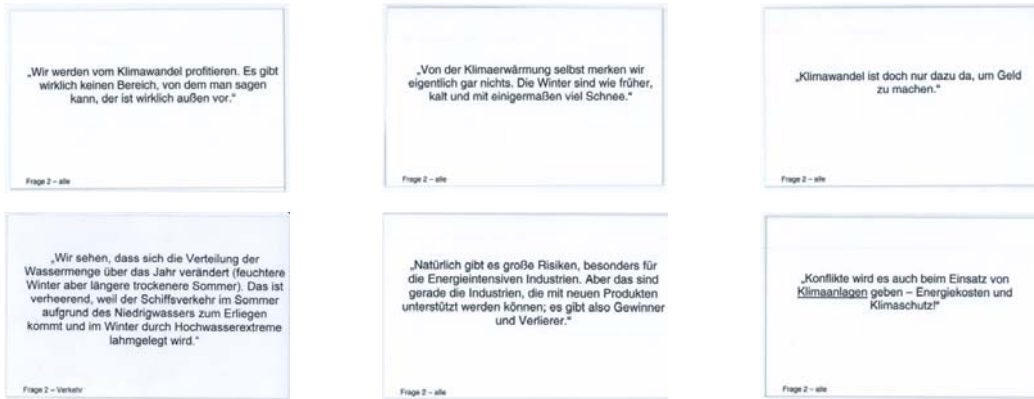 „Wir werden vom Klimawandel profitieren. Es gibt
wirklich keinen Bereich, von dem man sagen
kann, der ist wirklich außen vor.“
Frage 2 – alle
„Von der Klimaerwärmung selbst merken wir
eigentlich gar nichts. Die Winter sind wie früher,
kalt und mit einigermaßen viel Schnee.“
Frage 2 – alle
„Klimawandel ist doch nur dazu da, um Geld
zu machen.“
Frage 2 – alle
„Wir sehen, dass sich die Verteilung der
Wassermenge über das Jahr verändert (feuchtere
Winter aber längere trockenere Sommer). Das ist
verheerend, weil der Schiffsverkehr im Sommer
aufgrund des Niedrigwassers zum Erliegen
kommt und im Winter durch Hochwasserextreme
lahmgelegt wird.“
Frage 2 – Verkehr
„Natürlich gibt es große Risiken, besonders für
die Energieintensiven Industrien. Aber das sind
gerade die Industrien, die mit neuen Produkten
unterstützt werden können; es gibt also Gewinner
und Verlierer.“
Frage 2 – alle
„Konflikte wird es auch beim Einsatz von
Klimaanlagen geben – Energiekosten und
Klimaschutz!“
Frage 2 – alle